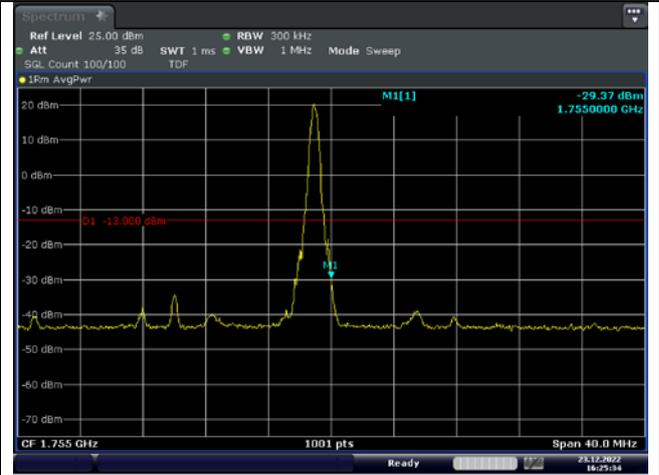 Spectrum
Ref Level 25.00 dBm
RBW 300 kHz
Att 35 dB
SWT 1 ms
VBW 1 MHz
Mode Sweep
SGL Count 100/100
TDF
1Rm AvgPwr
M1[1]
-29.37 dBm
1.7550000 GHz
20 dBm
10 dBm
0 dBm
-10 dBm
D1 -13.000 dBm
-20 dBm
M1
-30 dBm
-40 dBm
-50 dBm
-60 dBm
-70 dBm
CF 1.755 GHz
1001 pts
Span 40.0 MHz
Ready
23.12.2022
16:25:04